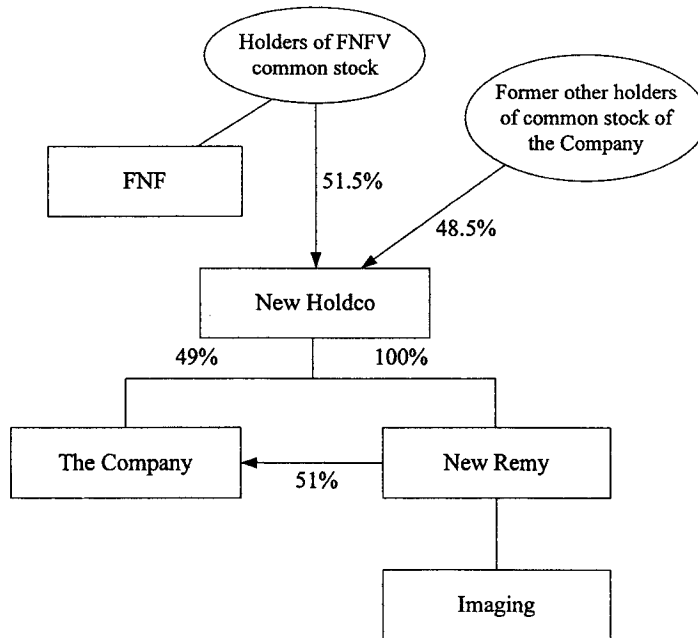 Holders of FNFV
common stock
Former other holders
of common stock of
the Company
FNF
51.5%
48.5%
New Holdco
49%
100%
The Company
New Remy
51%
Imaging